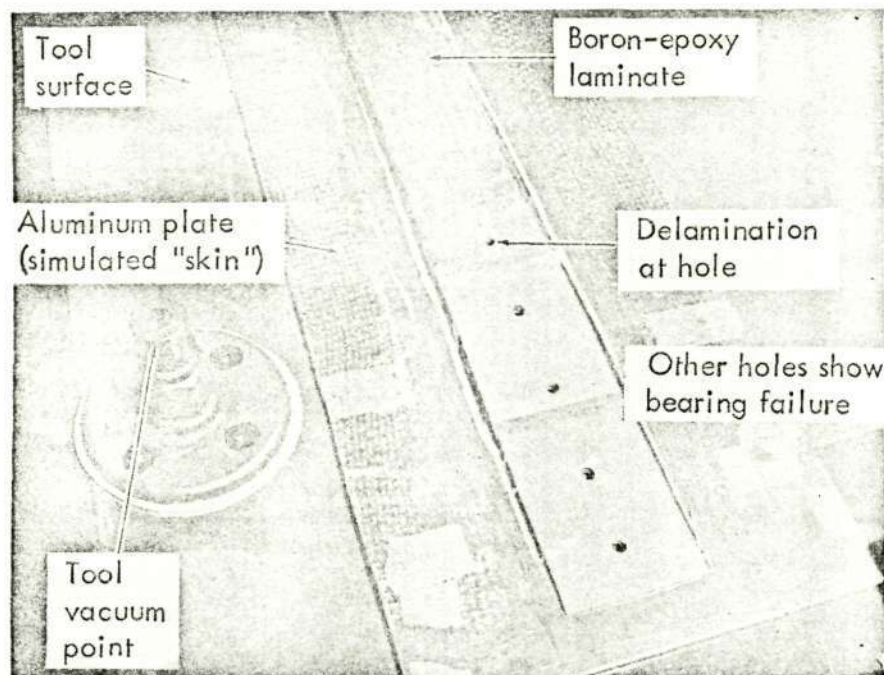 Tool
surface
Boron-epoxy
laminate
Aluminum plate
(simulated "skin")
Delamination
at hole
Other holes show
bearing failure
Tool
vacuum
point